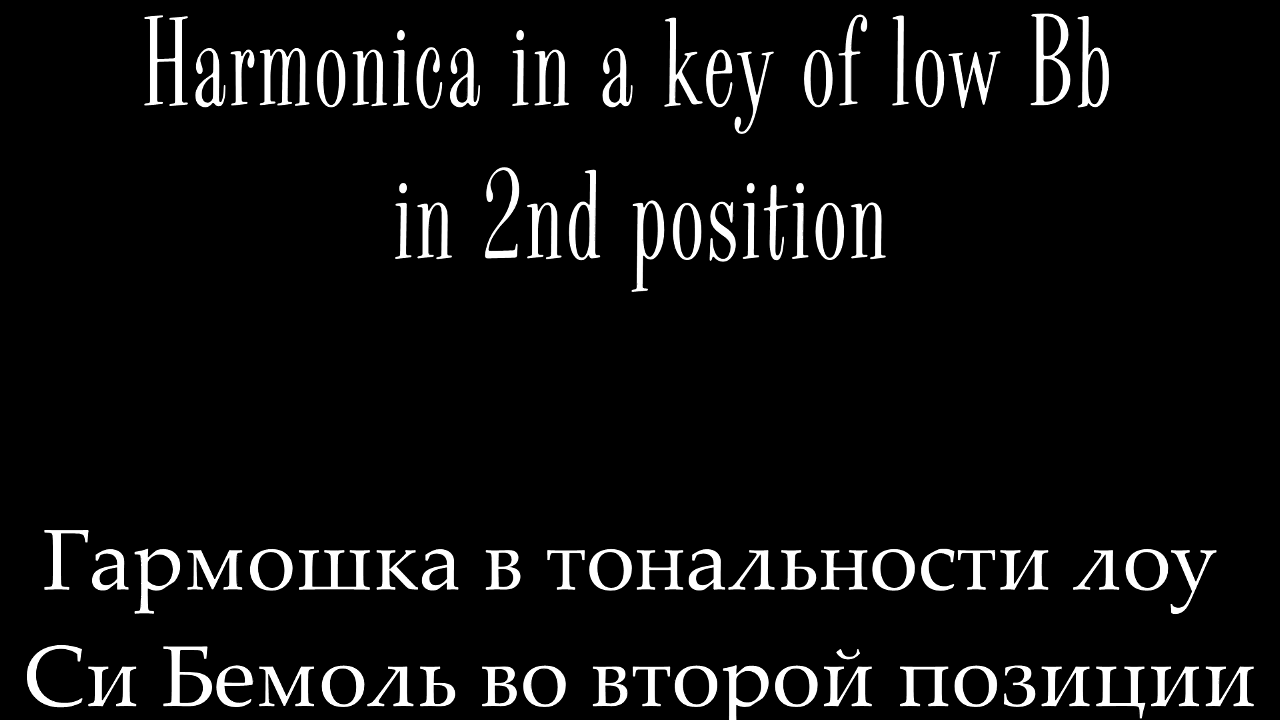 Harmonica in a key of low Bb
in 2nd position
Гармошка в тональности лоу
Си Бемоль во второй позиции